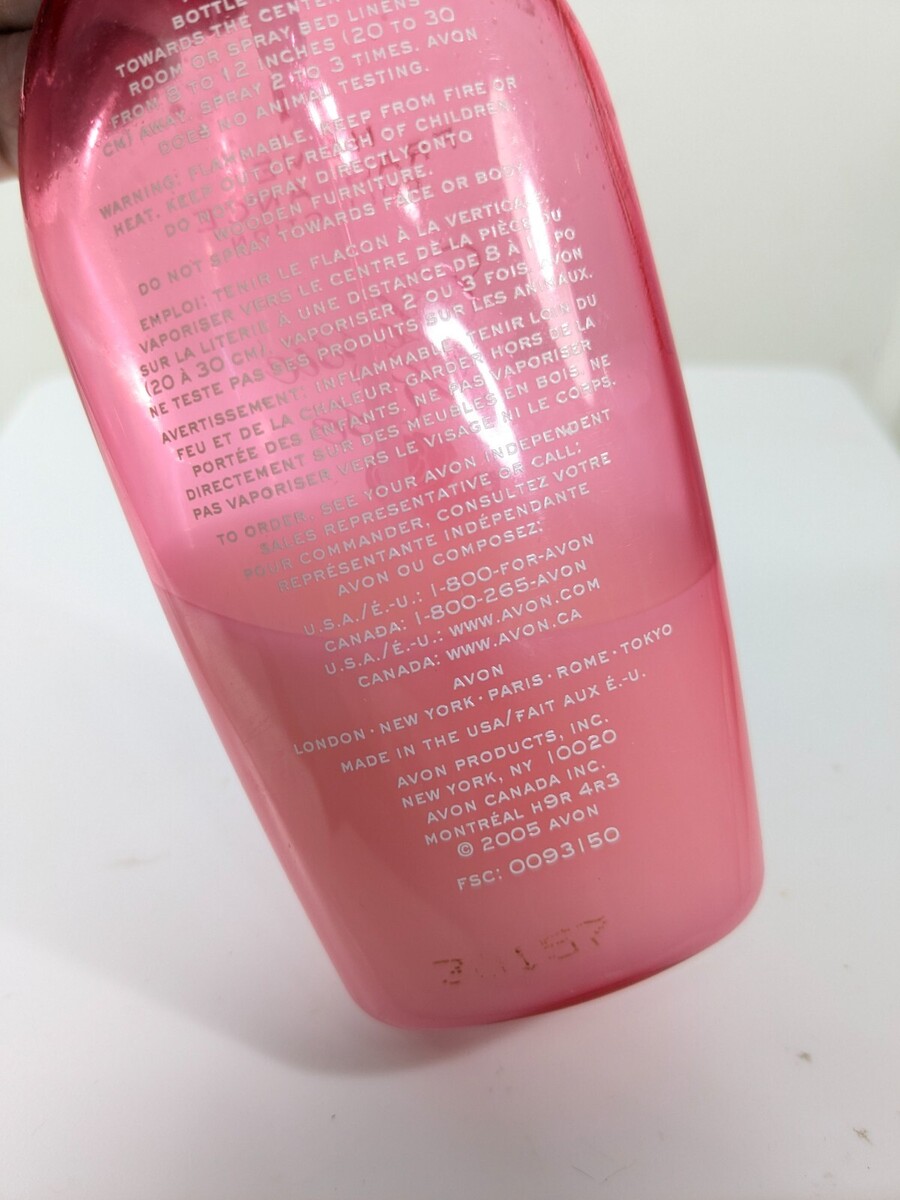 BOTTLE
TOWARDS THE CENTER
ROOM OR SPRAY BED LINENS
FROM 8 TO 12 INCHES (20 TO 30
CM) AWAY. SPRAY 2 TO 3 TIMES. AVON
DOES NO ANIMAL TESTING.
WARNING: FLAMMABLE. KEEP FROM FIRE OR
HEAT. KEEP OUT OF REACH OF CHILDREN
DO NOT SPRAY DIRECTLY ONTO
WOODEN FURNITURE.
DO NOT SPRAY TOWARDS FACE OR BODY
EMPLOI: TENIR LE FLACON À LA VERTICALE
VAPORISER VERS LE CENTRE DE LA PIÈCE OU
SUR LA LITERIE À UNE DISTANCE DE 8 À 12 PO
(20 À 30 CM). VAPORISER 2 OU 3 FOIS. AVON
NE TESTE PAS SES PRODUITS SUR LES ANIMAUX.
AVERTISSEMENT: INFLAMMABLE. TENIR LOIN DU
FEU ET DE LA CHALEUR. GARDER HORS DE LA
PORTÉE DES ENFANTS. NE PAS VAPORISER
DIRECTEMENT SUR DES MEUBLES EN BOIS. NE
PAS VAPORISER VERS LE VISAGE NI LE CORPS.
TO ORDER, SEE YOUR AVON INDEPENDENT
SALES REPRESENTATIVE OR CALL:
POUR COMMANDER, CONSULTEZ VOTRE
REPRÉSENTANTE INDÉPENDANTE
AVON OU COMPOSEZ:
U.S.A./É.-U.: 1-800-FOR-AVON
CANADA: 1-800-265-AVON
U.S.A./É.-U.: WWW.AVON.COM
CANADA: WWW.AVON.CA
AVON
LONDON · NEW YORK · PARIS · ROME · TOKYO
MADE IN THE USA/FAIT AUX É.-U.
AVON PRODUCTS, INC.
NEW YORK, NY 10020
AVON CANADA INC.
MONTRÉAL H9R 4R3
© 2005 AVON
FSC: 0093150